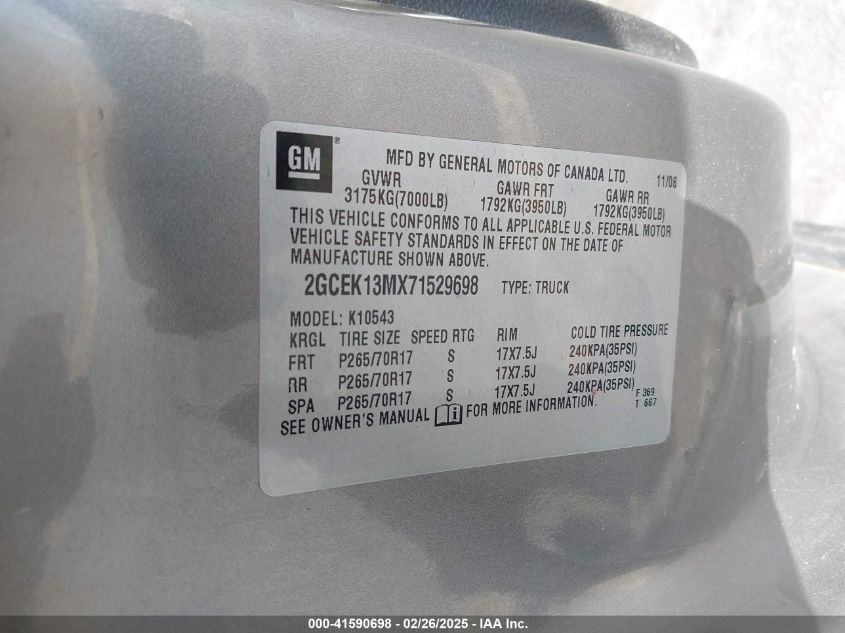 GM ®
MFD BY GENERAL MOTORS OF CANADA LTD.
11/06
GVWR GAWR FRT GAWR RR
3175KG(7000LB) 1792KG(3950LB) 1792KG(3950LB)
THIS VEHICLE CONFORMS TO ALL APPLICABLE U.S. FEDERAL MOTOR
VEHICLE SAFETY STANDARDS IN EFFECT ON THE DATE OF
MANUFACTURE SHOWN ABOVE.
2GCEK13MX71529698 TYPE: TRUCK
MODEL: K10543
KRGL TIRE SIZE SPEED RTG RIM COLD TIRE PRESSURE
FRT P265/70R17 S 17X7.5J 240KPA(35PSI)
RR P265/70R17 S 17X7.5J 240KPA(35PSI)
SPA P265/70R17 S 17X7.5J 240KPA(35PSI)
SEE OWNER'S MANUAL FOR MORE INFORMATION.
F 369
T 667
000-41590698 - 02/26/2025 - IAA Inc.